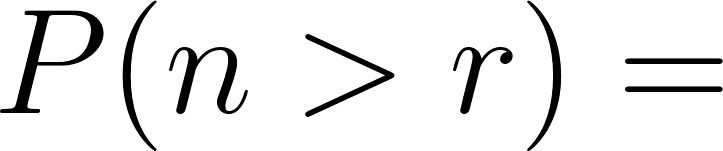 P(n > r) =